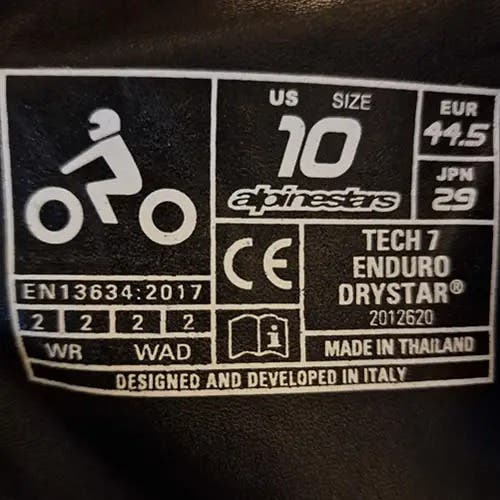 US SIZE
10
alpinestars
EUR
44.5
JPN
29
EN13634:2017
2 2 2 2
WR WAD
CE
i
TECH 7
ENDURO
DRYSTAR®
2012620
MADE IN THAILAND
DESIGNED AND DEVELOPED IN ITALY